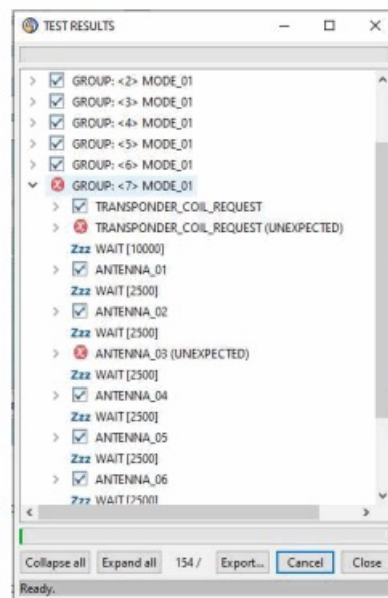 TEST RESULTS
GROUP: <2> MODE_01
GROUP: <3> MODE_01
GROUP: <4> MODE_01
GROUP: <5> MODE_01
GROUP: <6> MODE_01
GROUP: <7> MODE_01
TRANSPONDER_COIL_REQUEST
TRANSPONDER_COIL_REQUEST (UNEXPECTED)
Zzz WAIT [10000]
ANTENNA_01
Zzz WAIT [2500]
ANTENNA_02
Zzz WAIT [2500]
ANTENNA_03 (UNEXPECTED)
Zzz WAIT [2500]
ANTENNA_04
Zzz WAIT [2500]
ANTENNA_05
Zzz WAIT [2500]
ANTENNA_06
Zzz WAIT [2500]
Collapse all Expand all 154 / Export... Cancel Close
Ready.